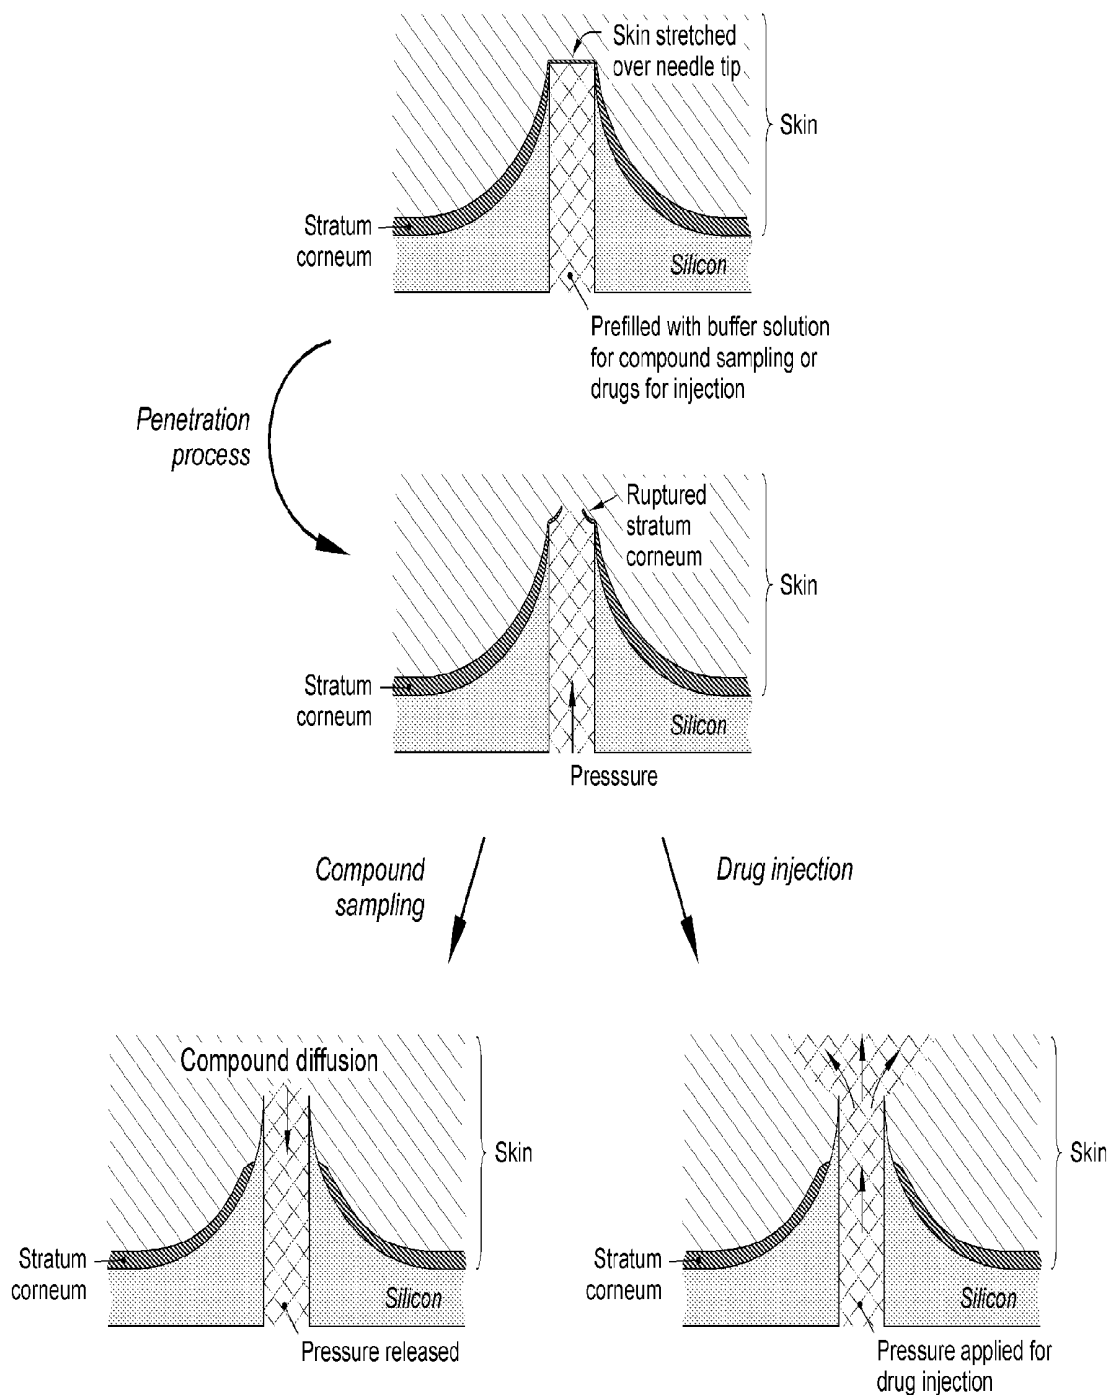 Skin stretched
over needle tip
Skin
Stratum
corneum
Silicon
Prefilled with buffer solution
for compound sampling or
drugs for injection
Penetration
process
Ruptured
stratum
corneum
Skin
Stratum
corneum
Silicon
Presssure
Compound
sampling
Drug injection
Compound diffusion
Skin
Stratum
corneum
Silicon
Pressure released
Skin
Stratum
corneum
Silicon
Pressure applied for
drug injection